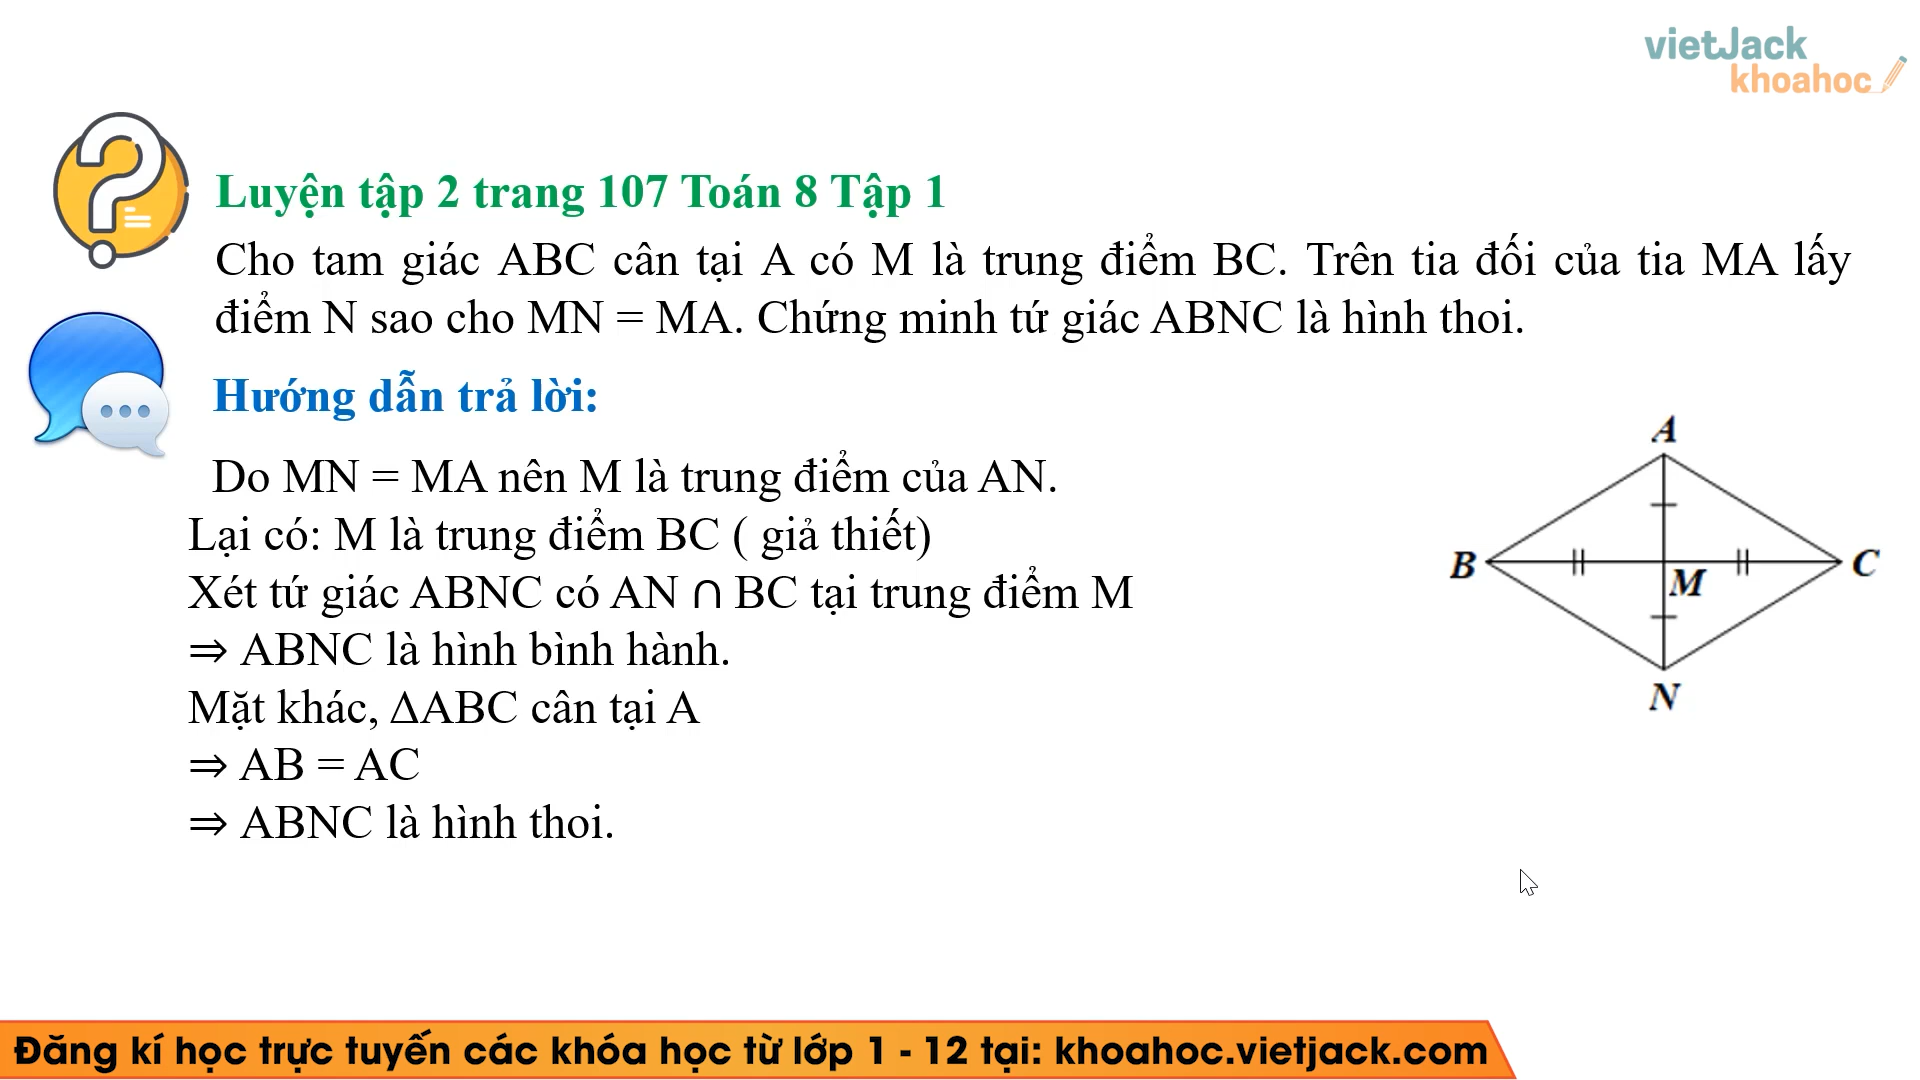 vietJack
khoahoc
Luyện tập 2 trang 107 Toán 8 Tập 1
Cho tam giác ABC cân tại A có M là trung điểm BC. Trên tia đối của tia MA lấy
điểm N sao cho MN = MA. Chứng minh tứ giác ABNC là hình thoi.
Hướng dẫn trả lời:
Do MN = MA nên M là trung điểm của AN.
Lại có: M là trung điểm BC ( giả thiết)
Xét tứ giác ABNC có AN ∩ BC tại trung điểm M
⇒ ABNC là hình bình hành.
Mặt khác, ΔABC cân tại A
⇒ AB = AC
⇒ ABNC là hình thoi.
A
B
M
C
N
Đăng kí học trực tuyến các khóa học từ lớp 1 - 12 tại: khoahoc.vietjack.com